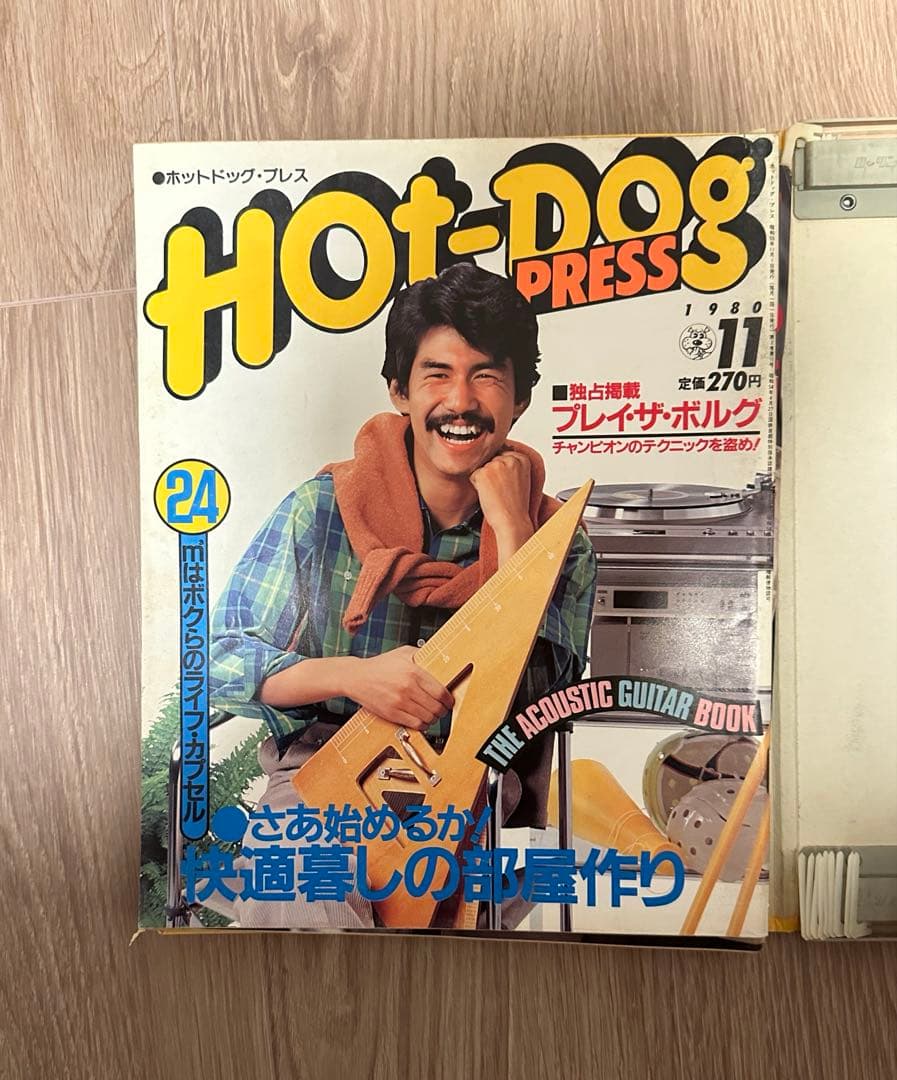 ●ホットドッグ・プレス
HOt-DOg
PRESS
1980
11
定価270円
■独占掲載
プレイ・ザ・ボルグ
チャンピオンのテクニックを盗め!
24
㎡はボクらのライフ・カプセル
THE ACOUSTIC GUITAR BOOK
●さあ始めるか!
快適暮しの部屋作り